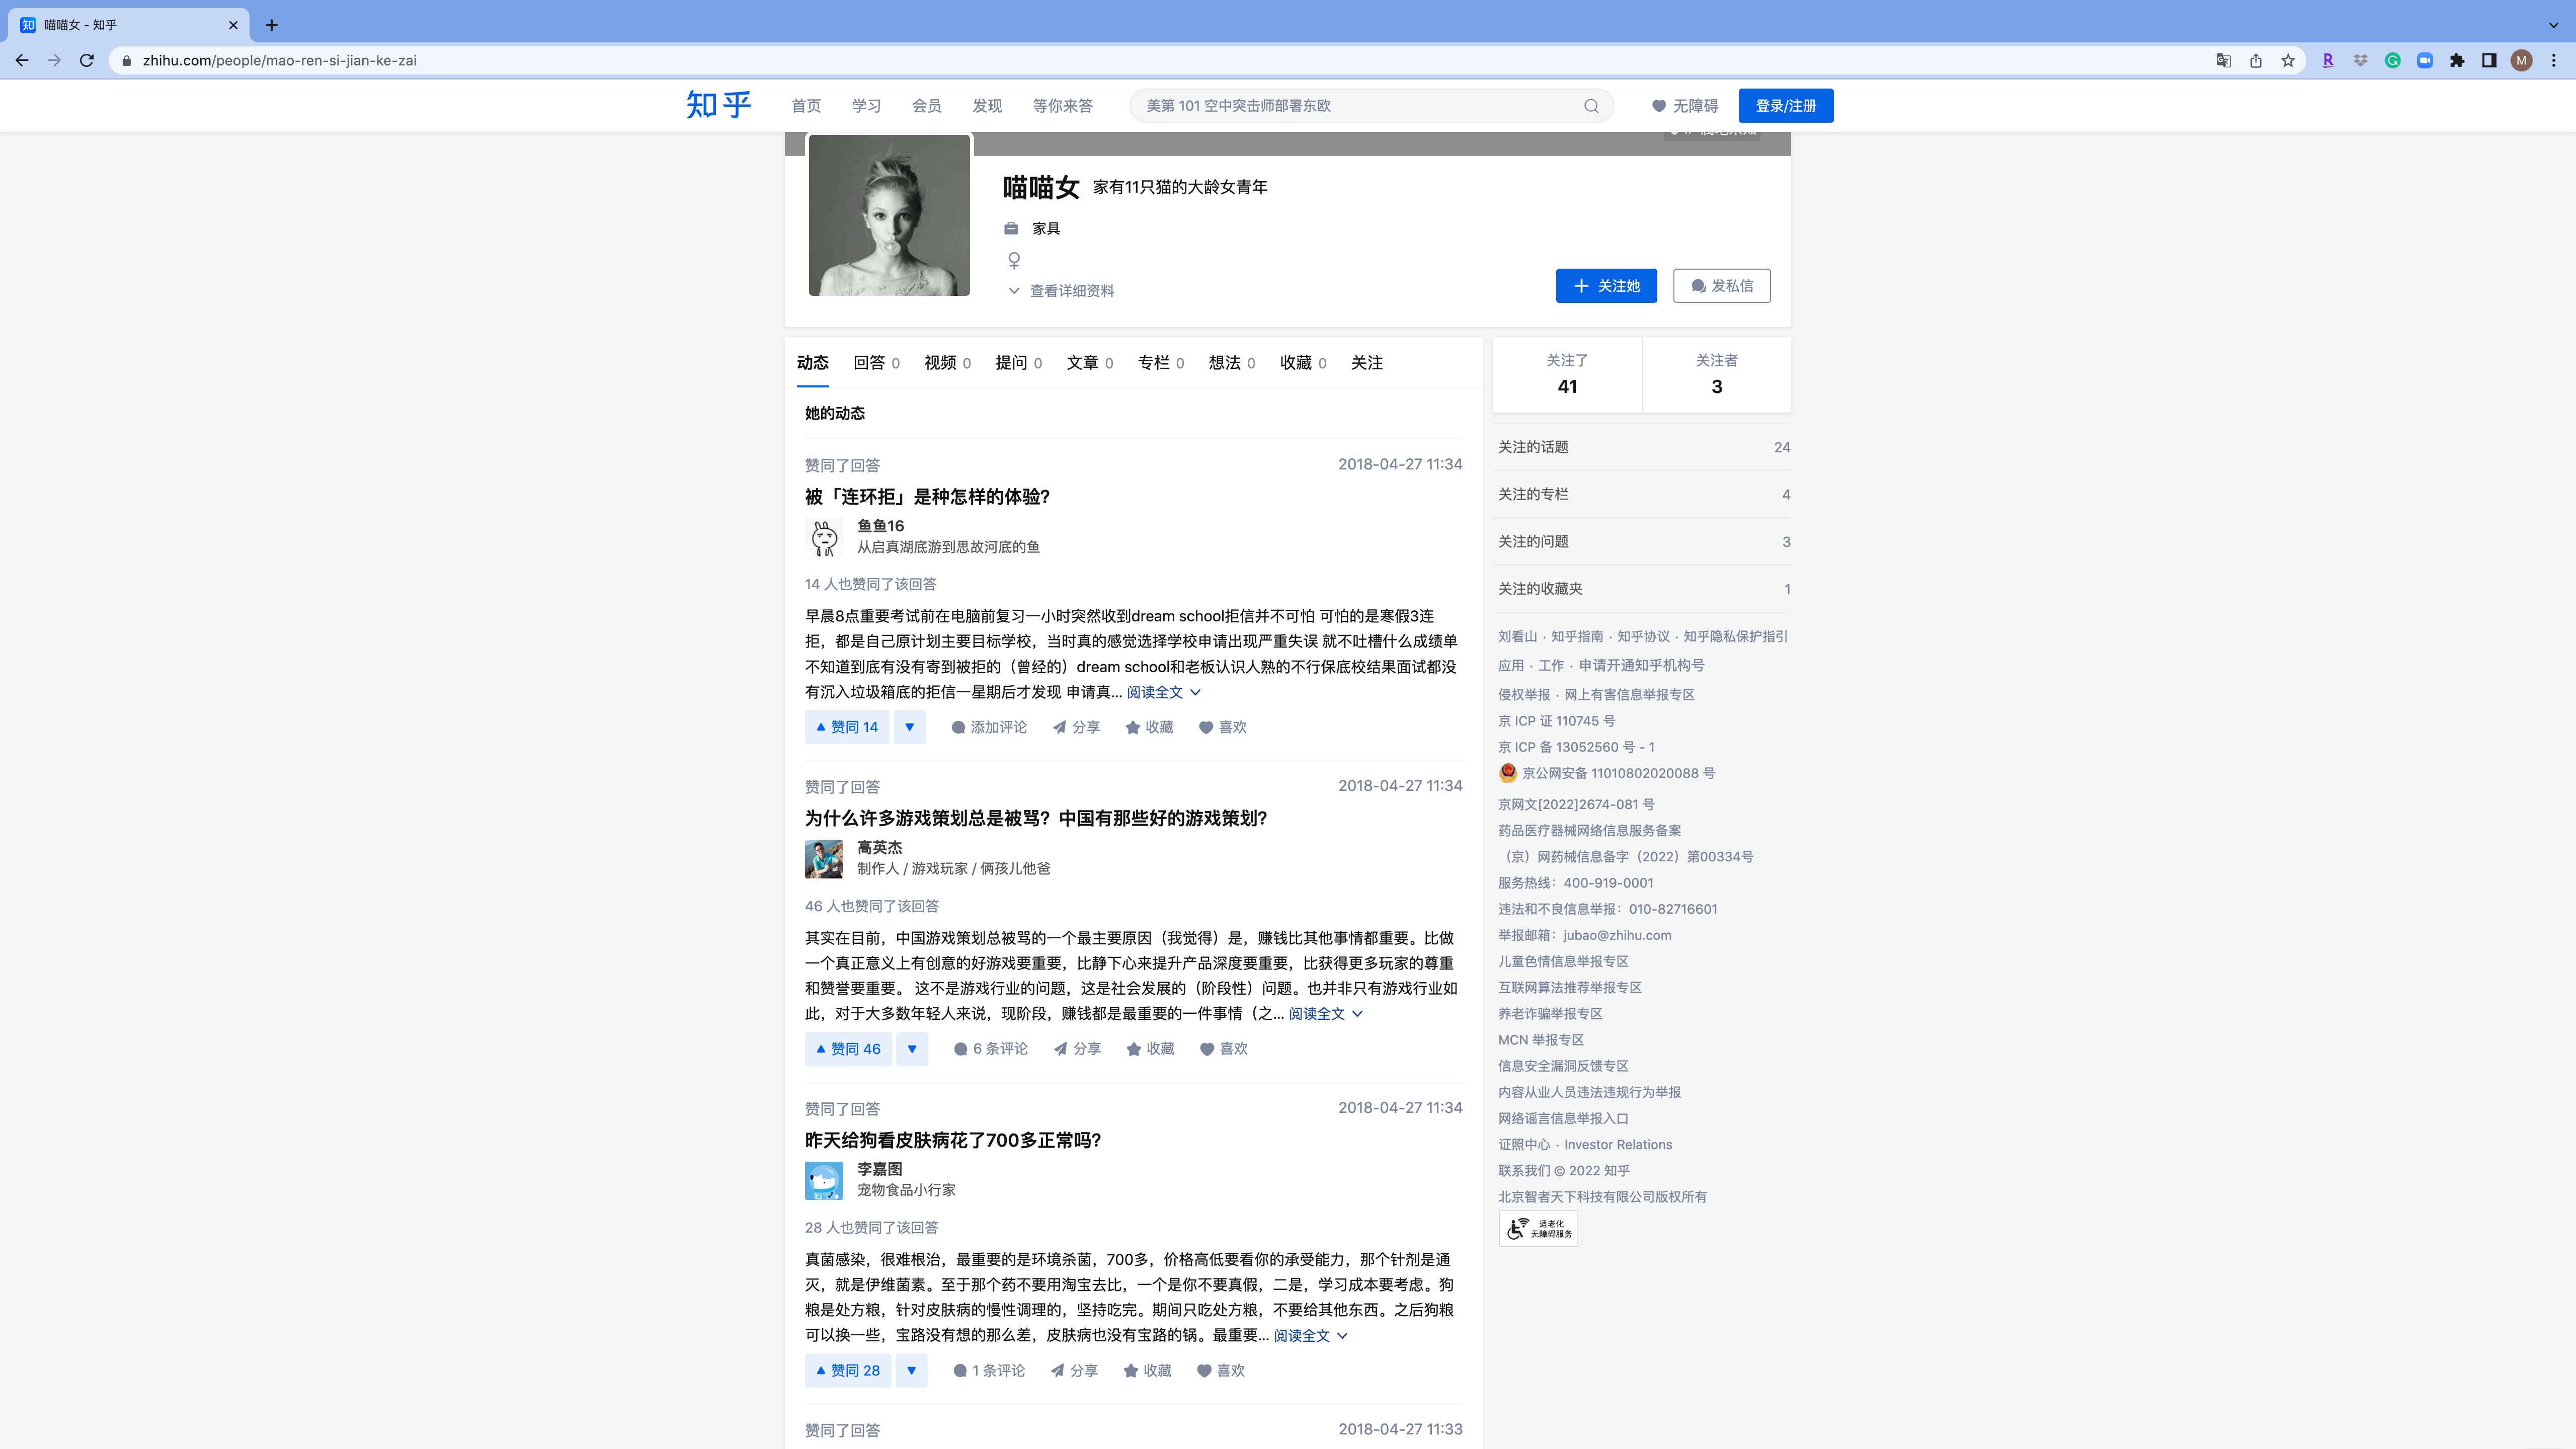 喵喵女 - 知乎
zhihu.com/people/mao-ren-si-jian-ke-zai
M
知乎
首页
学习
会员
发现
等你来答
美第 101 空中突击师部署东欧
无障碍
登录/注册
喵喵女 家有11只猫的大龄女青年
家具
查看详细资料
关注她
发私信
动态 回答 0 视频 0 提问 0 文章 0 专栏 0 想法 0 收藏 0 关注
她的动态
赞同了回答 2018-04-27 11:34
被「连环拒」是种怎样的体验?
鱼鱼16
从启真湖底游到思故河底的鱼
14 人也赞同了该回答
早晨8点重要考试前在电脑前复习一小时突然收到dream school拒信并不可怕 可怕的是寒假3连
拒，都是自己原计划主要目标学校，当时真的感觉选择学校申请出现严重失误 就不吐槽什么成绩单
不知道到底有没有寄到被拒的（曾经的）dream school和老板认识人熟的不行保底校结果面试都没
有沉入垃圾箱底的拒信一星期后才发现 申请真... 阅读全文
赞同 14 添加评论 分享 收藏 喜欢
赞同了回答 2018-04-27 11:34
为什么许多游戏策划总是被骂？中国有那些好的游戏策划?
高英杰
制作人 / 游戏玩家 / 俩孩儿他爸
46 人也赞同了该回答
其实在目前，中国游戏策划总被骂的一个最主要原因（我觉得）是，赚钱比其他事情都重要。比做
一个真正意义上有创意的好游戏要重要，比静下心来提升产品深度要重要，比获得更多玩家的尊重
和赞誉要重要。 这不是游戏行业的问题，这是社会发展的（阶段性）问题。也并非只有游戏行业如
此，对于大多数年轻人来说，现阶段，赚钱都是最重要的一件事情（之... 阅读全文
赞同 46 6 条评论 分享 收藏 喜欢
赞同了回答 2018-04-27 11:34
昨天给狗看皮肤病花了700多正常吗?
李嘉图
宠物食品小行家
28 人也赞同了该回答
真菌感染，很难根治，最重要的是环境杀菌，700多，价格高低要看你的承受能力，那个针剂是通
灭，就是伊维菌素。至于那个药不要用淘宝去比，一个是你不要真假，二是，学习成本要考虑。狗
粮是处方粮，针对皮肤病的慢性调理的，坚持吃完。期间只吃处方粮，不要给其他东西。之后狗粮
可以换一些，宝路没有想的那么差，皮肤病也没有宝路的锅。最重要... 阅读全文
赞同 28 1 条评论 分享 收藏 喜欢
赞同了回答 2018-04-27 11:33
关注了 关注者
41 3
关注的话题 24
关注的专栏 4
关注的问题 3
关注的收藏夹 1
刘看山 · 知乎指南 · 知乎协议 · 知乎隐私保护指引
应用 · 工作 · 申请开通知乎机构号
侵权举报 · 网上有害信息举报专区
京 ICP 证 110745 号
京 ICP 备 13052560 号 - 1
京公网安备 11010802020088 号
京网文[2022]2674-081 号
药品医疗器械网络信息服务备案
（京）网药械信息备字（2022）第00334号
服务热线：400-919-0001
违法和不良信息举报：010-82716601
举报邮箱：jubao@zhihu.com
儿童色情信息举报专区
互联网算法推荐举报专区
养老诈骗举报专区
MCN 举报专区
信息安全漏洞反馈专区
内容从业人员违法违规行为举报
网络谣言信息举报入口
证照中心 · Investor Relations
联系我们 © 2022 知乎
北京智者天下科技有限公司版权所有
适老化
无障碍服务